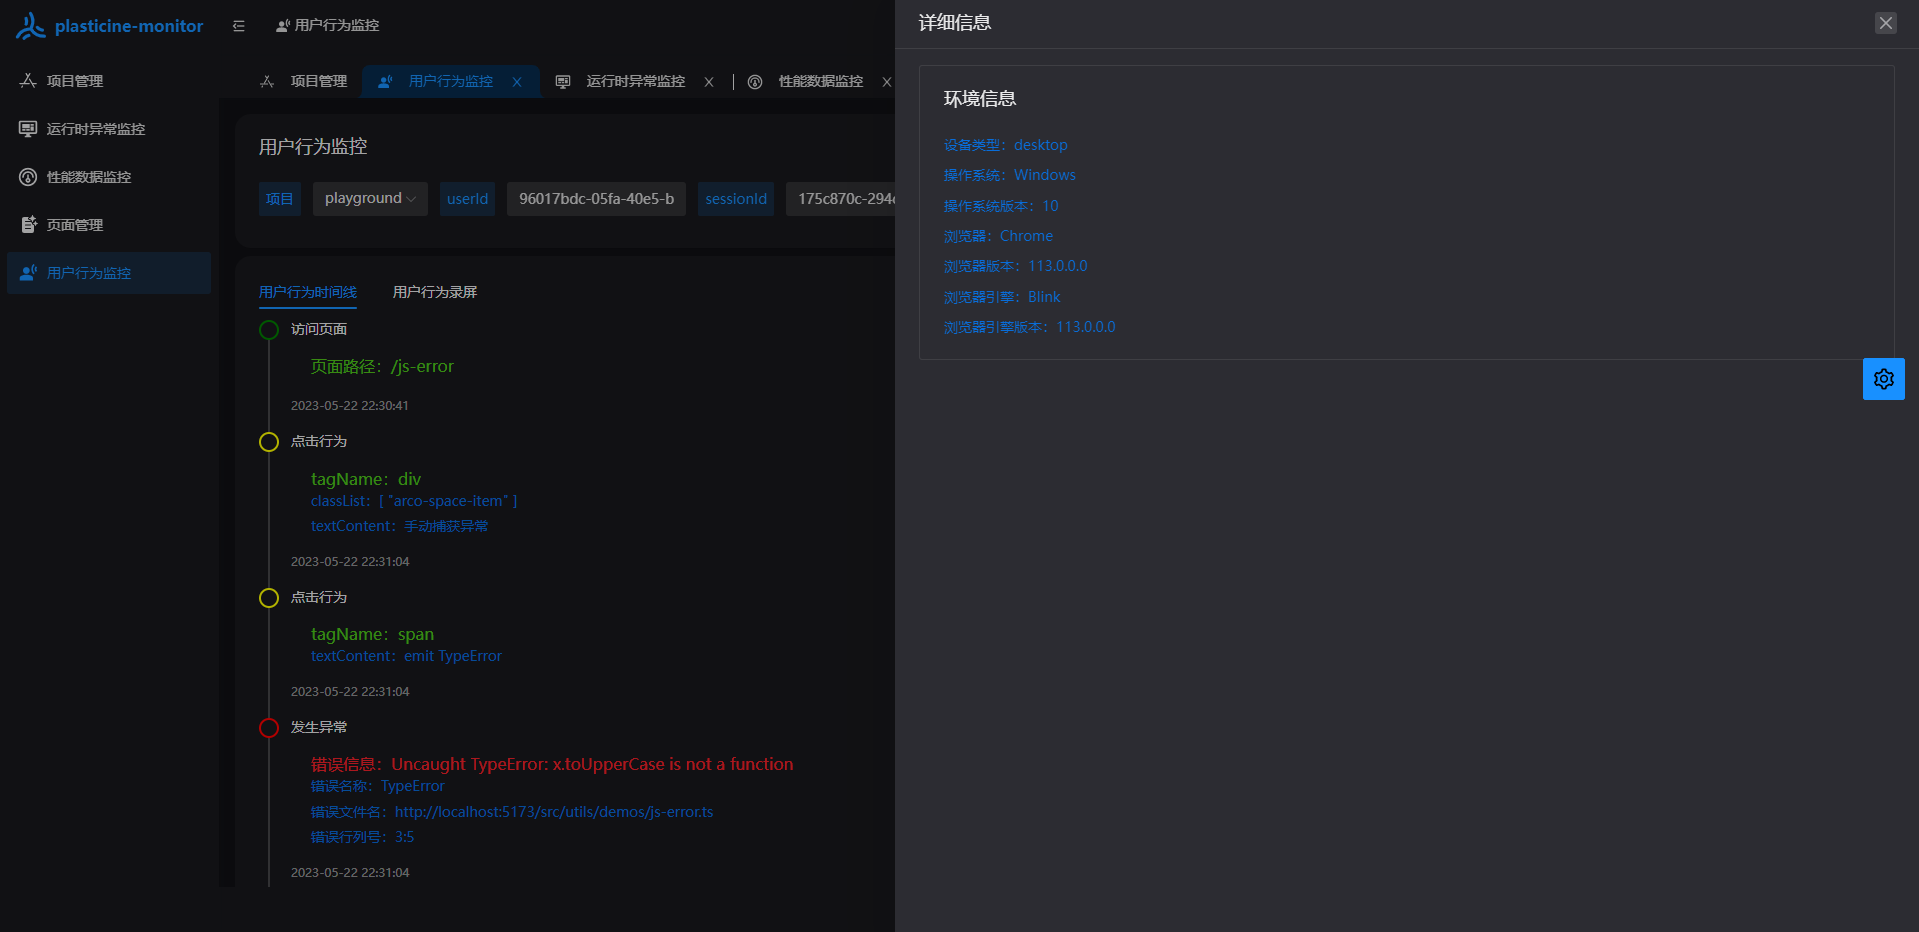 plasticine-monitor
用户行为监控
项目管理
运行时异常监控
性能数据监控
页面管理
用户行为监控
项目管理
用户行为监控
运行时异常监控
性能数据监控
用户行为监控
项目
playground
userId
96017bdc-05fa-40e5-b
sessionId
175c870c-294
用户行为时间线
用户行为录屏
访问页面
页面路径：/js-error
2023-05-22 22:30:41
点击行为
tagName：div
classList：[ "arco-space-item" ]
textContent：手动捕获异常
2023-05-22 22:31:04
点击行为
tagName：span
textContent：emit TypeError
2023-05-22 22:31:04
发生异常
错误信息：Uncaught TypeError: x.toUpperCase is not a function
错误名称：TypeError
错误文件名：http://localhost:5173/src/utils/demos/js-error.ts
错误行列号：3:5
2023-05-22 22:31:04
详细信息
环境信息
设备类型：desktop
操作系统：Windows
操作系统版本：10
浏览器：Chrome
浏览器版本：113.0.0.0
浏览器引擎：Blink
浏览器引擎版本：113.0.0.0